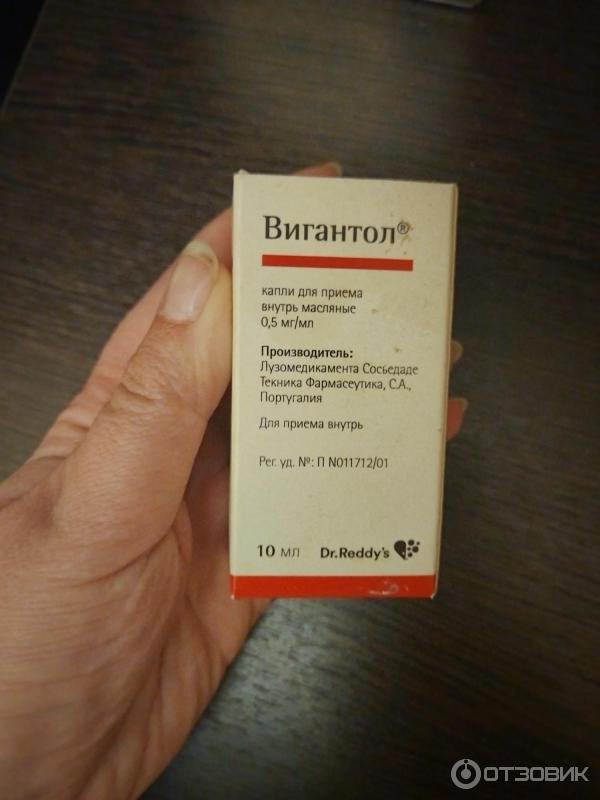 Вигантол®
капли для приема
внутрь масляные
0,5 мг/мл
Производитель:
Лузомедикамента Сосьедаде
Текника Фармасеутика, С.А.,
Португалия
Для приема внутрь
Рег. уд. №: П N011712/01
10 мл Dr.Reddy's
ОТЗОВИК